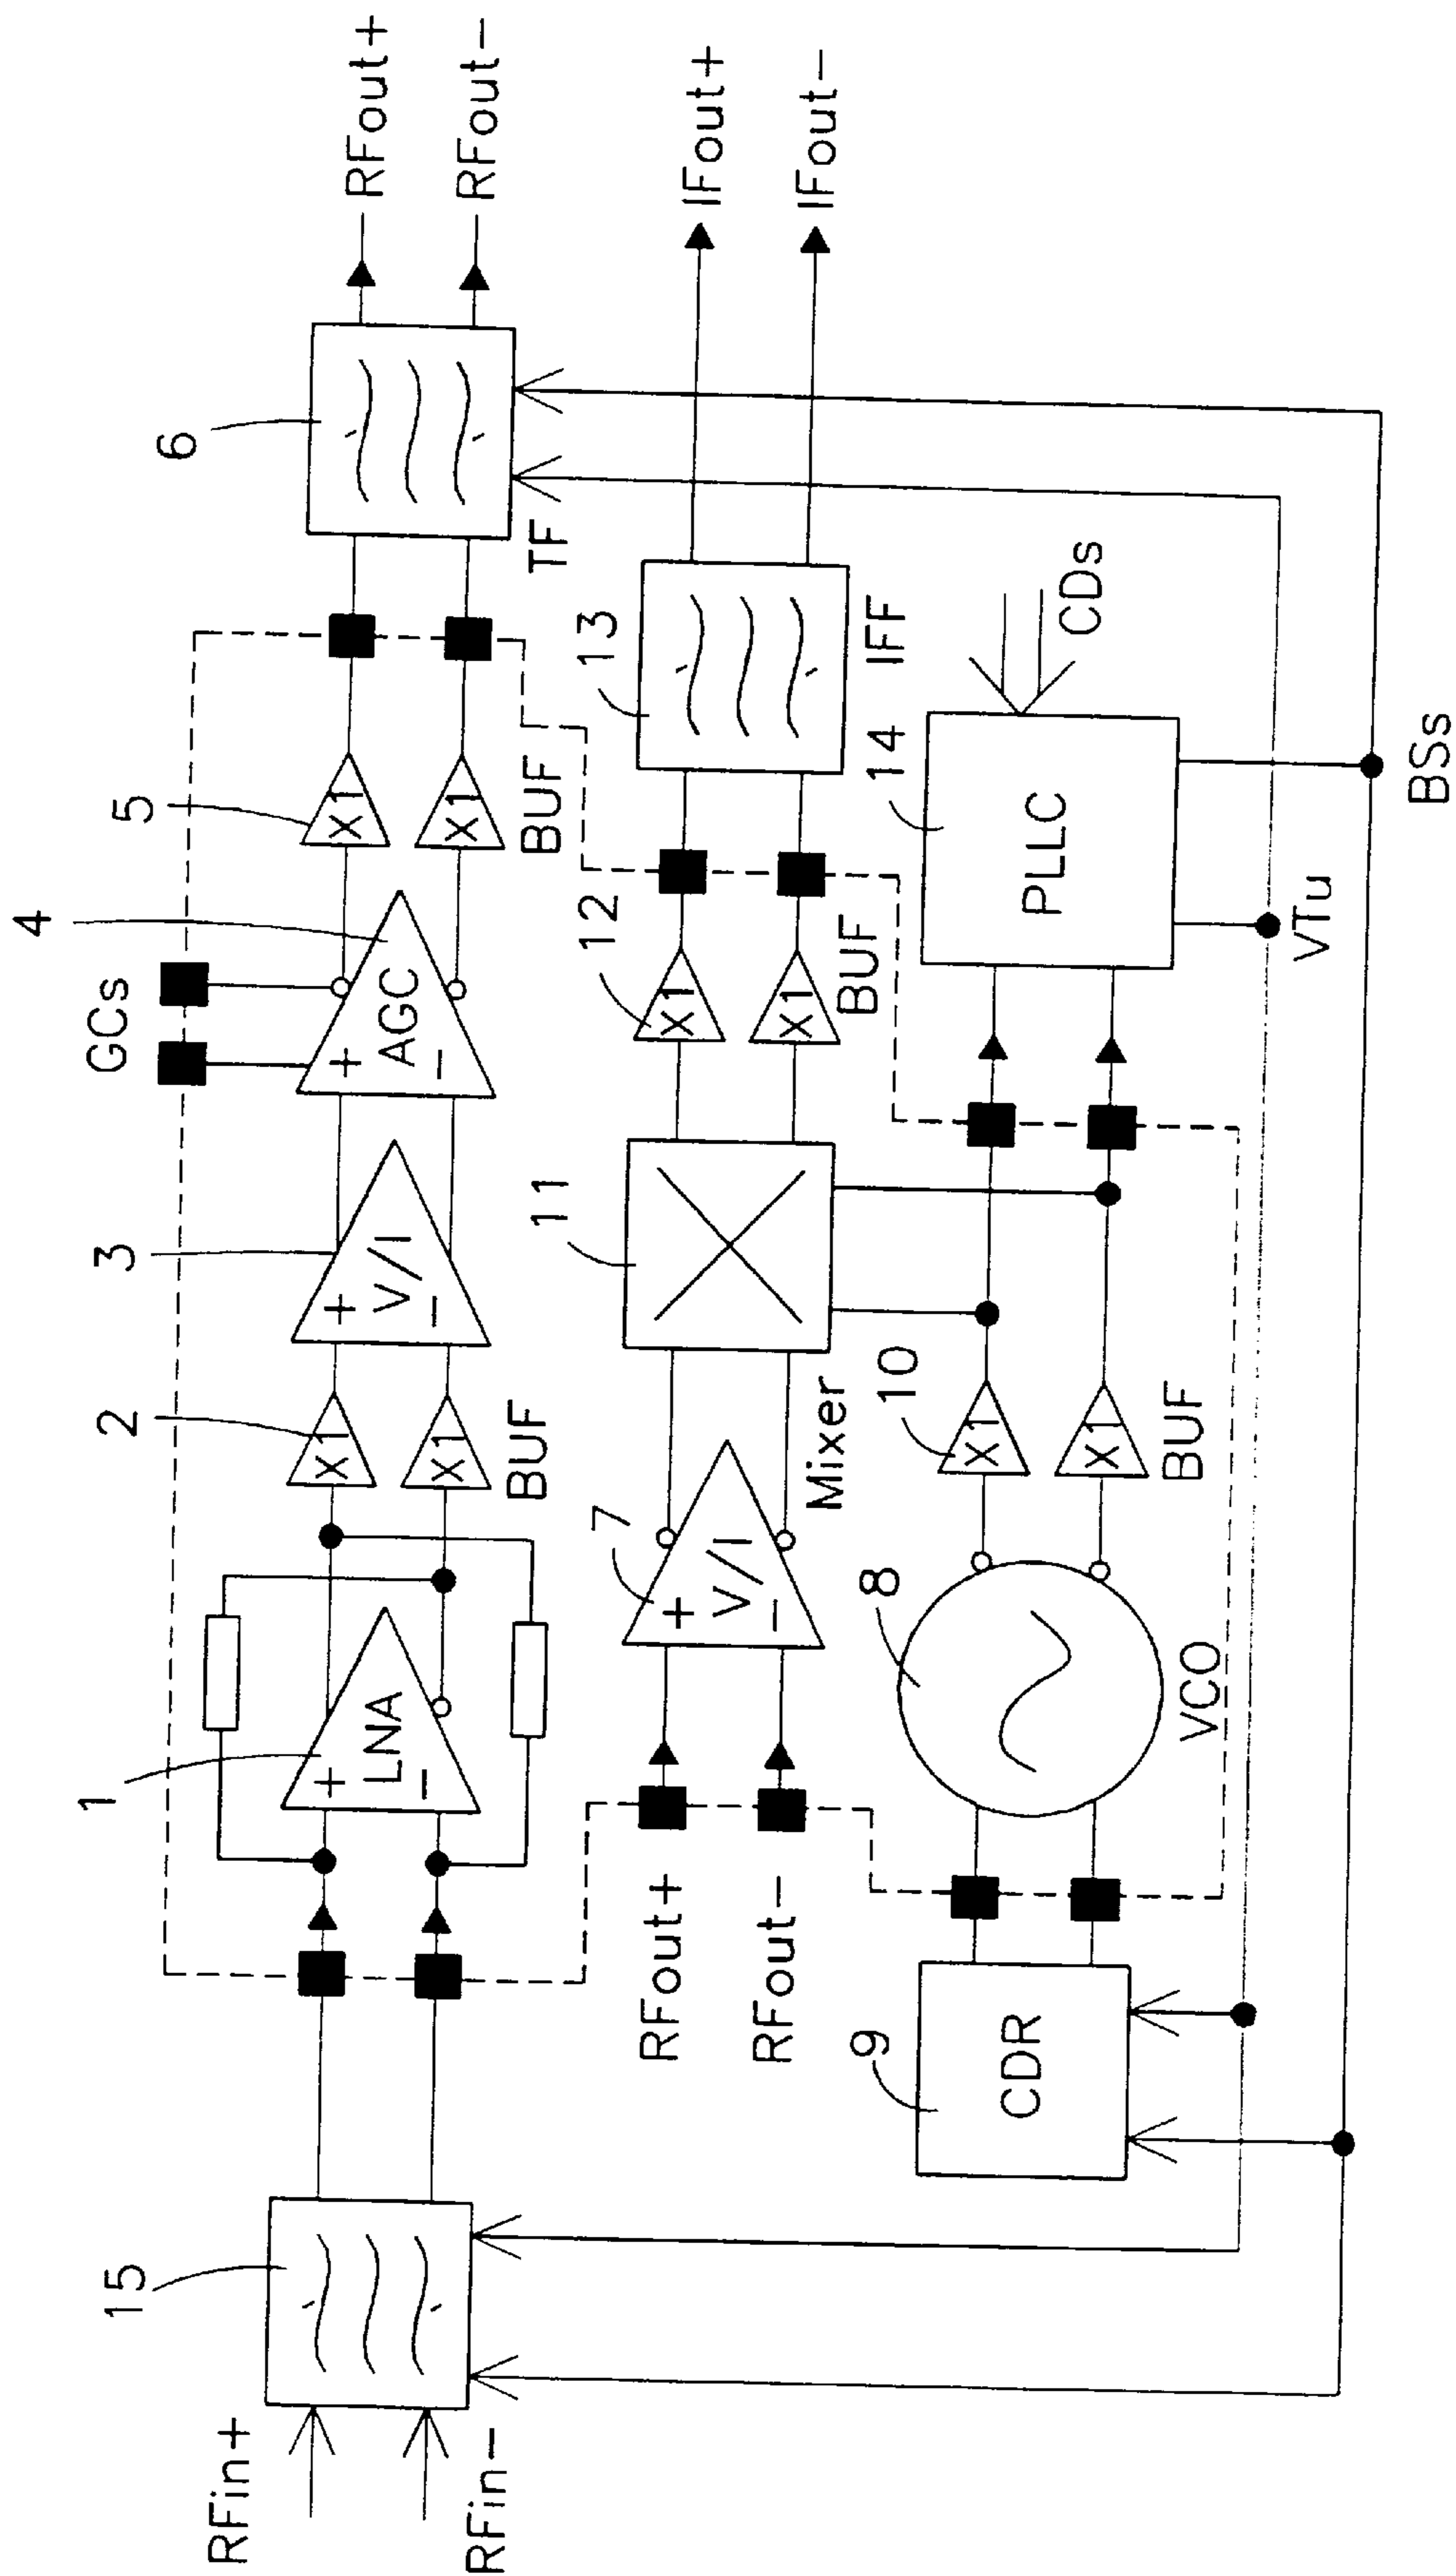 RFin+
RFin-
15
1
LNA
+
-
2
X1
X1
BUF
3
+
V/I
-
GCs
4
+
AGC
-
5
X1
X1
BUF
6
TF
RFout+
RFout-
RFout+
RFout-
7
+
V/I
-
11
Mixer
12
X1
X1
BUF
13
IFF
IFout+
IFout-
9
CDR
8
VCO
10
X1
X1
BUF
14
PLLC
CDs
VTu
BSs